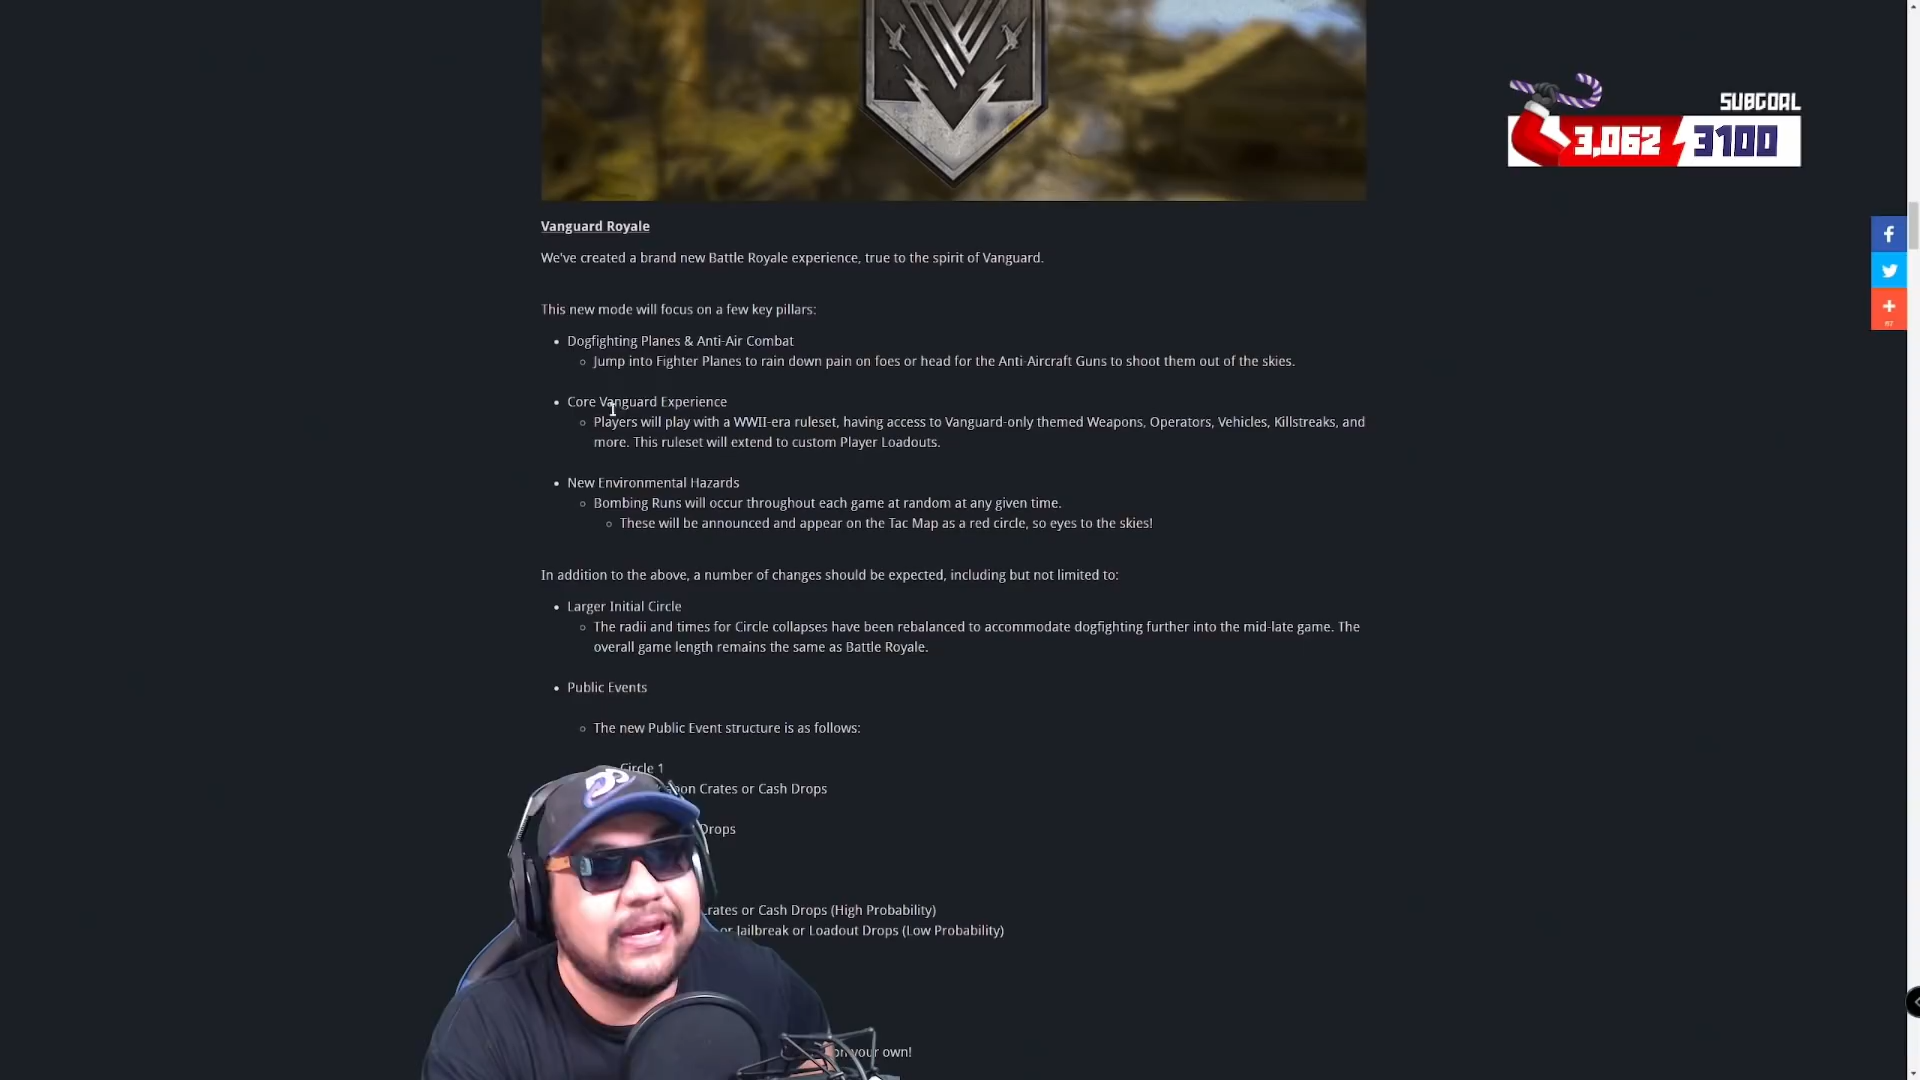 SUBGOAL
3,062 3100
Vanguard Royale
We've created a brand new Battle Royale experience, true to the spirit of Vanguard.
This new mode will focus on a few key pillars:
Dogfighting Planes & Anti-Air Combat
Jump into Fighter Planes to rain down pain on foes or head for the Anti-Aircraft Guns to shoot them out of the skies.
Core Vanguard Experience
Players will play with a WWII-era ruleset, having access to Vanguard-only themed Weapons, Operators, Vehicles, Killstreaks, and
more. This ruleset will extend to custom Player Loadouts.
New Environmental Hazards
Bombing Runs will occur throughout each game at random at any given time.
These will be announced and appear on the Tac Map as a red circle, so eyes to the skies!
In addition to the above, a number of changes should be expected, including but not limited to:
Larger Initial Circle
The radii and times for Circle collapses have been rebalanced to accommodate dogfighting further into the mid-late game. The
overall game length remains the same as Battle Royale.
Public Events
The new Public Event structure is as follows:
Circle 1
Crates or Cash Drops
Drops
or Cash Drops (High Probability)
or Jailbreak or Loadout Drops (Low Probability)
your own!